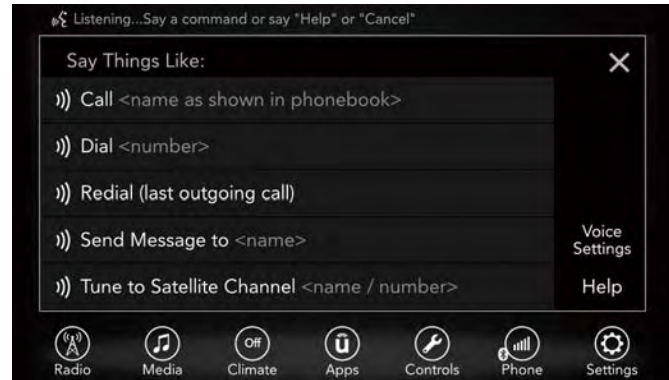 Listening...Say a command or say "Help" or "Cancel"
Say Things Like:
Call <name as shown in phonebook>
Dial <number>
Redial (last outgoing call)
Send Message to <name>
Tune to Satellite Channel <name / number>
Voice
Settings
Help
Off
ū
Radio Media Climate Apps Controls Phone Settings